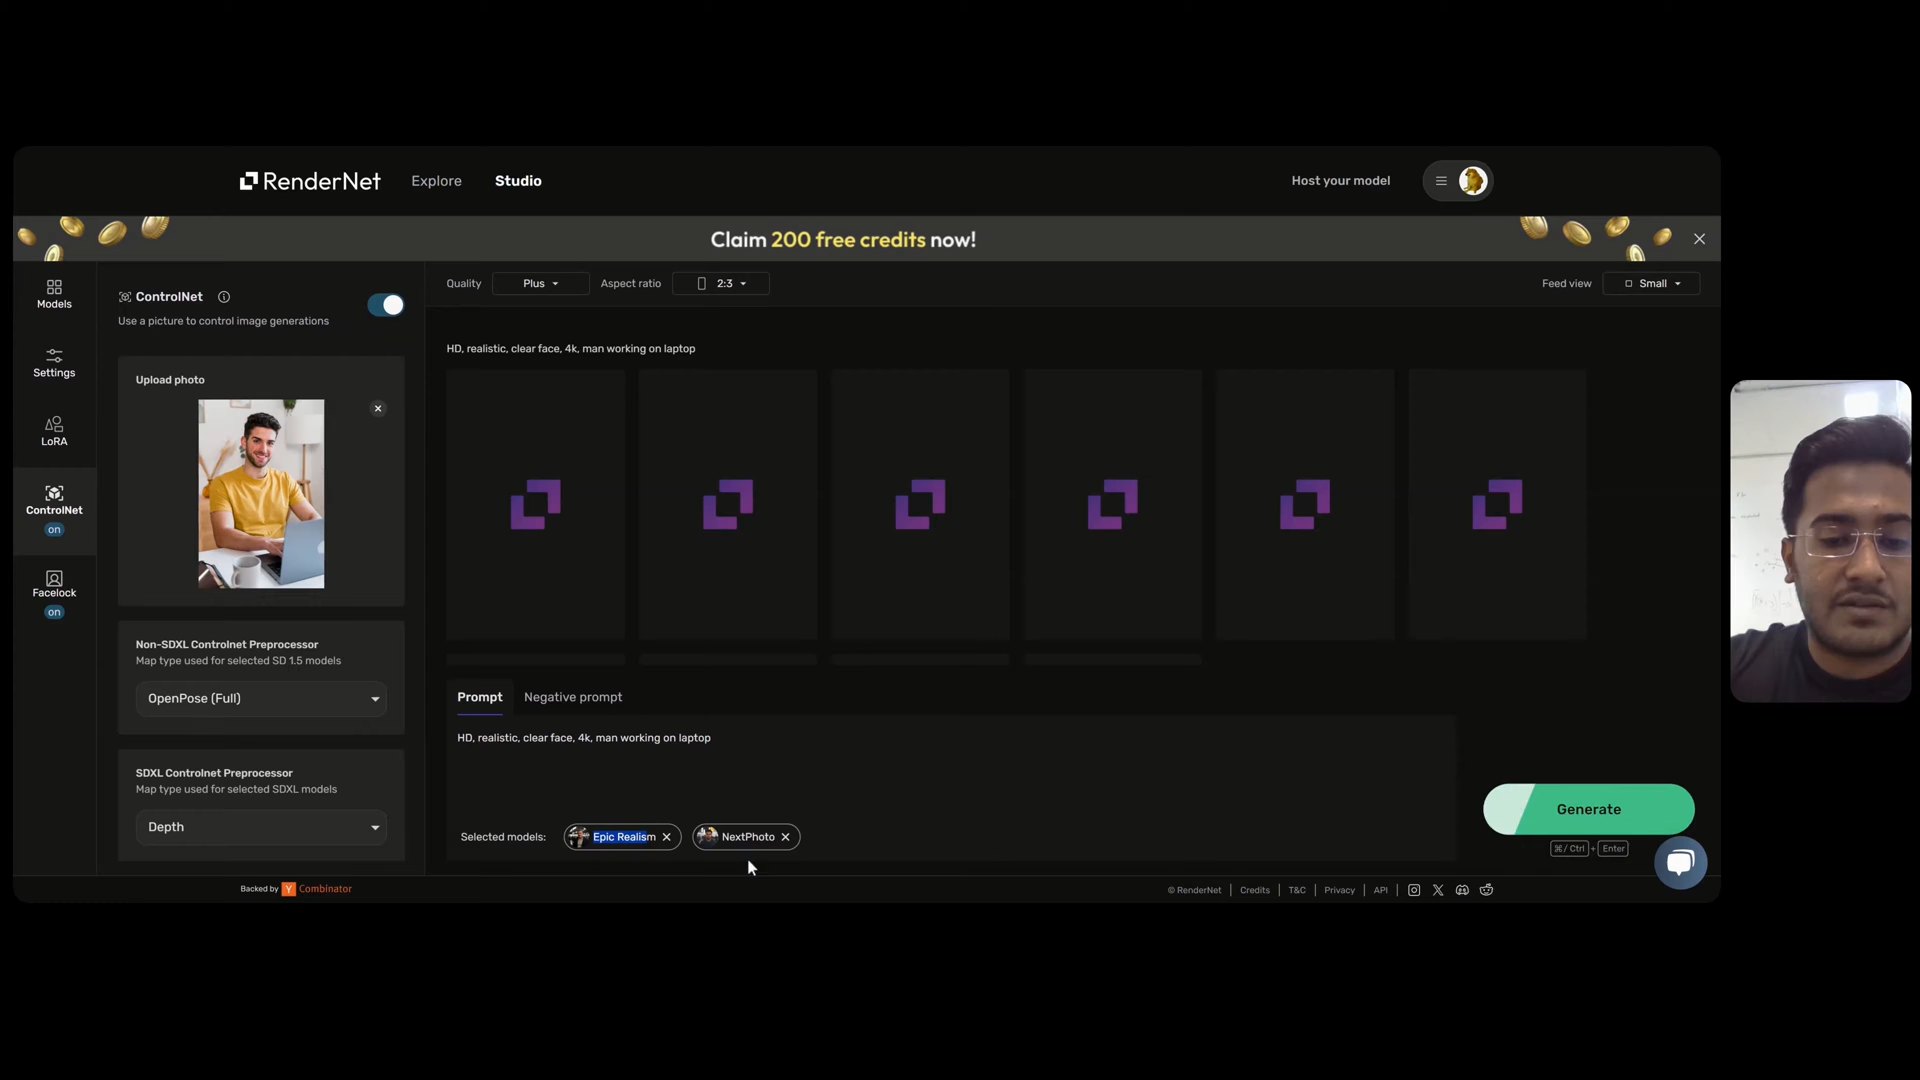 RenderNet
Explore
Studio
Host your model
Claim 200 free credits now!
Models
Settings
LoRA
ControlNet
on
Facelock
on
ControlNet
Use a picture to control image generations
Upload photo
Non-SDXL Controlnet Preprocessor
Map type used for selected SD 1.5 models
OpenPose (Full)
SDXL Controlnet Preprocessor
Map type used for selected SDXL models
Depth
Quality
Plus
Aspect ratio
2:3
Feed view
Small
HD, realistic, clear face, 4k, man working on laptop
Prompt
Negative prompt
HD, realistic, clear face, 4k, man working on laptop
Selected models:
Epic Realism
NextPhoto
Generate
⌘/ Ctrl + Enter
Backed by Y Combinator
© RenderNet | Credits | T&C | Privacy | API